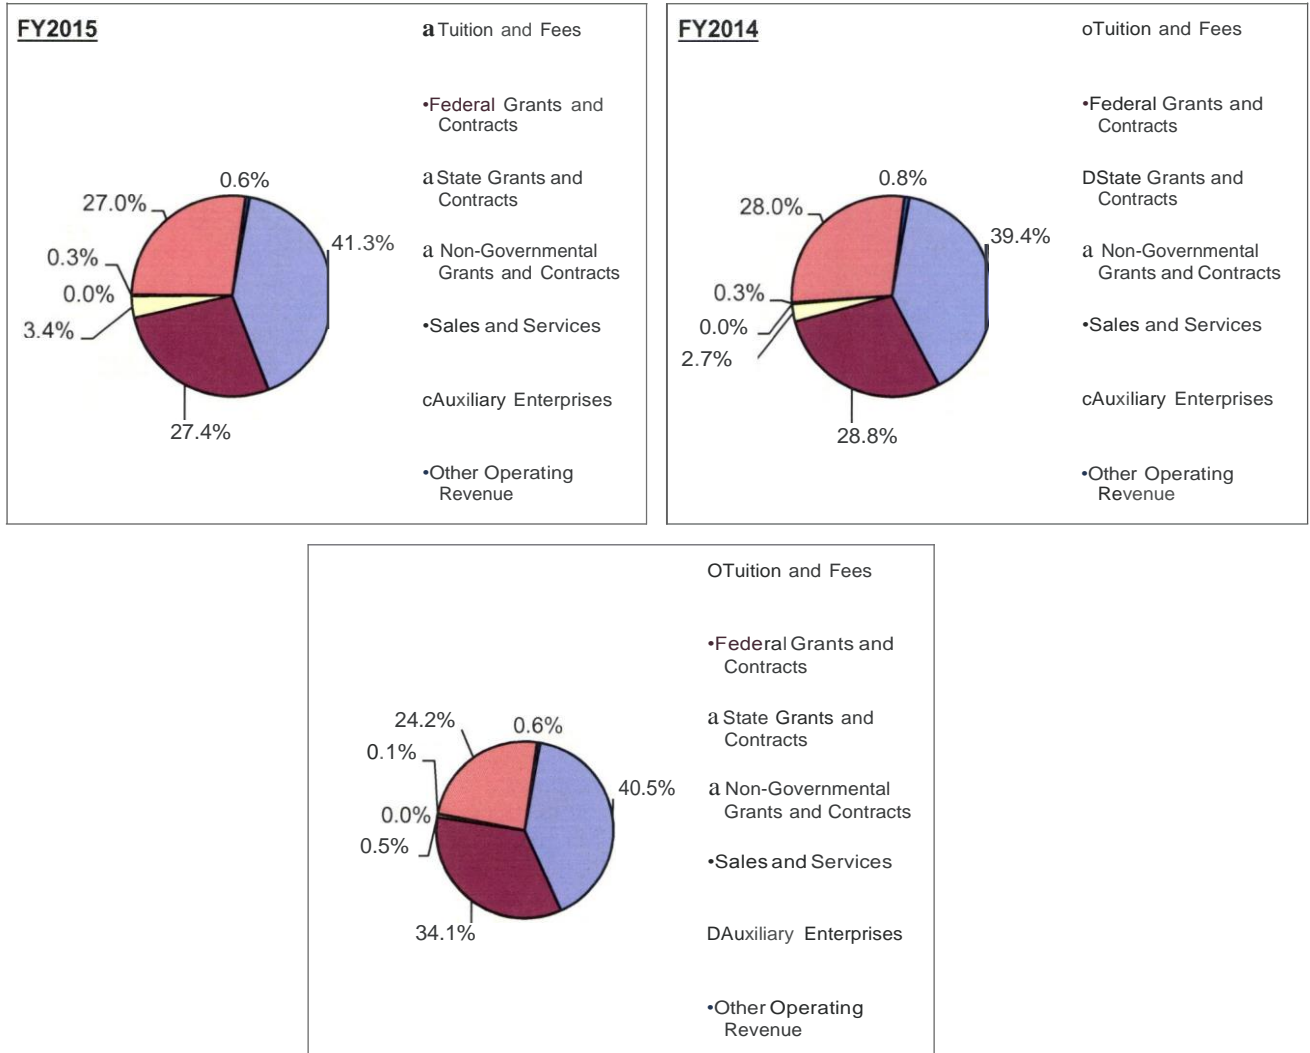 FY2015
a Tuition and Fees
•Federal Grants and
Contracts
a State Grants and
Contracts
a Non-Governmental
Grants and Contracts
•Sales and Services
cAuxiliary Enterprises
•Other Operating
Revenue
0.6%
27.0%
41.3%
0.3%
0.0%
3.4%
27.4%
FY2014
oTuition and Fees
•Federal Grants and
Contracts
DState Grants and
Contracts
a Non-Governmental
Grants and Contracts
•Sales and Services
cAuxiliary Enterprises
•Other Operating
Revenue
0.8%
28.0%
39.4%
0.3%
0.0%
2.7%
28.8%
OTuition and Fees
•Federal Grants and
Contracts
a State Grants and
Contracts
a Non-Governmental
Grants and Contracts
•Sales and Services
DAuxiliary Enterprises
•Other Operating
Revenue
24.2%
0.6%
0.1%
40.5%
0.0%
0.5%
34.1%